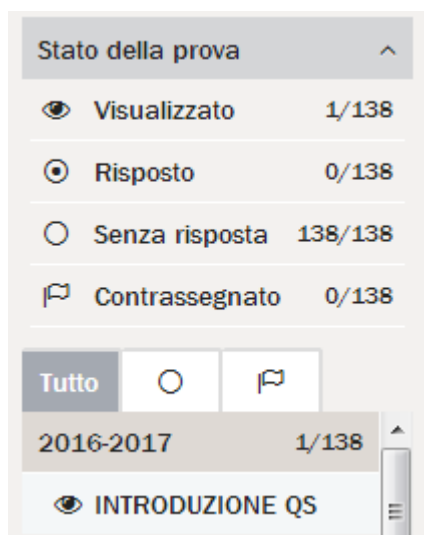 Stato della prova
Visualizzato 1/138
Risposto 0/138
Senza risposta 138/138
Contrassegnato 0/138
Tutto
2016-2017 1/138
INTRODUZIONE QS